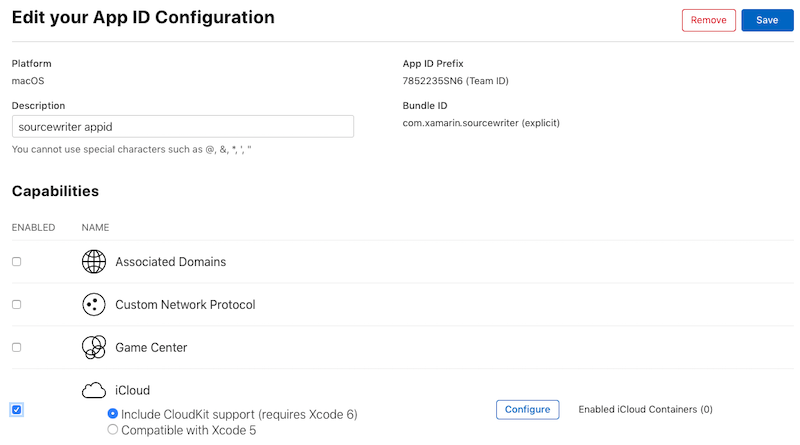 Edit your App ID Configuration
Remove
Save
Platform
macOS
App ID Prefix
7852235SN6 (Team ID)
Description
sourcewriter appid
You cannot use special characters such as @, &, *, ', "
Bundle ID
com.xamarin.sourcewriter (explicit)
Capabilities
ENABLED NAME
Associated Domains
Custom Network Protocol
Game Center
iCloud
Include CloudKit support (requires Xcode 6)
Compatible with Xcode 5
Configure
Enabled iCloud Containers (0)